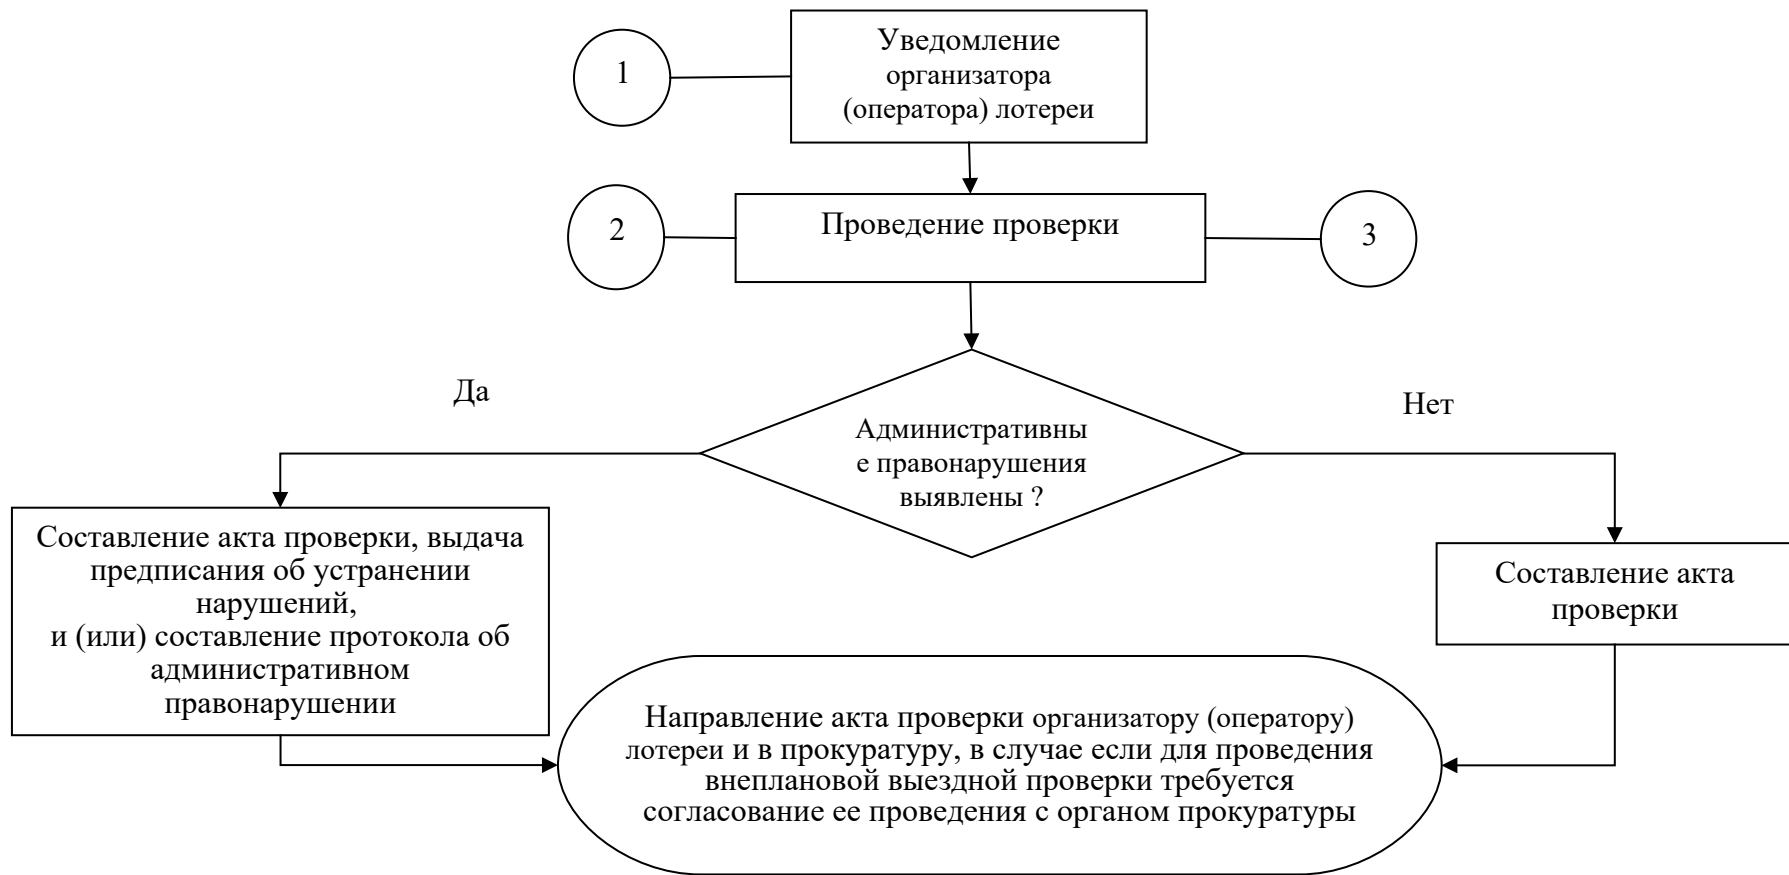 1
Уведомление
организатора
(оператора) лотереи
2
Проведение проверки
3
Да
Нет
Административны
е правонарушения
выявлены ?
Составление акта проверки, выдача
предписания об устранении
нарушений,
и (или) составление протокола об
административном
правонарушении
Составление акта
проверки
Направление акта проверки организатору (оператору)
лотереи и в прокуратуру, в случае если для проведения
внеплановой выездной проверки требуется
согласование ее проведения с органом прокуратуры